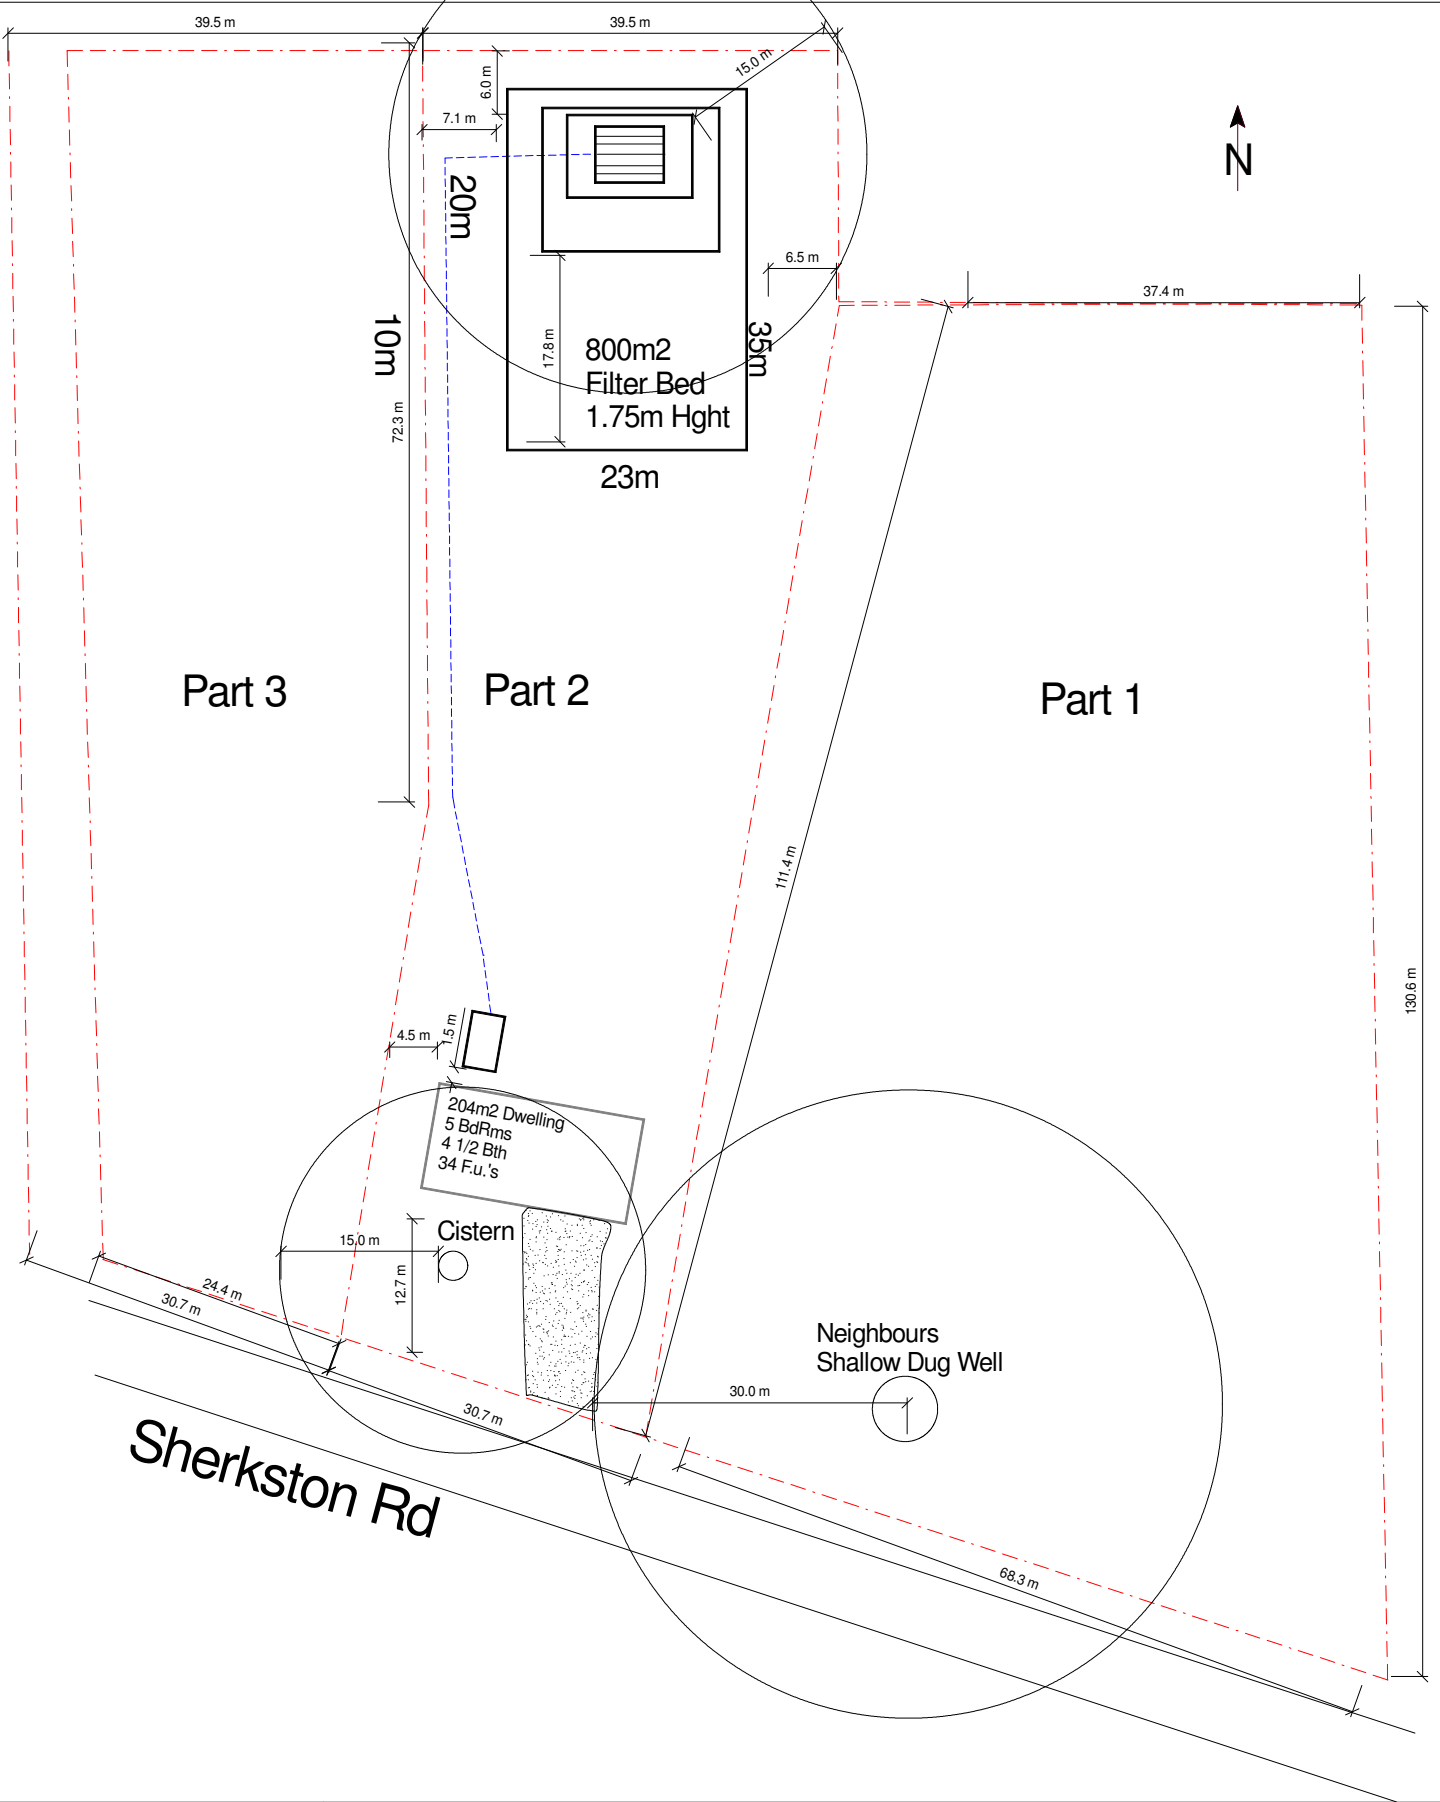 39.5 m
39.5 m
15.0 m
6.0 m
7.1 m
N
20m
6.5 m
37.4 m
10m
35m
17.8 m
800m2
Filter Bed
1.75m Hght
72.3 m
23m
Part 3
Part 2
Part 1
111.4 m
130.6 m
4.5 m
1.5 m
204m2 Dwelling
5 BdRms
4 1/2 Bth
34 F.u.'s
Cistern
15.0 m
12.7 m
24.4 m
30.7 m
Neighbours
Shallow Dug Well
30.0 m
30.7 m
Sherkston Rd
68.3 m